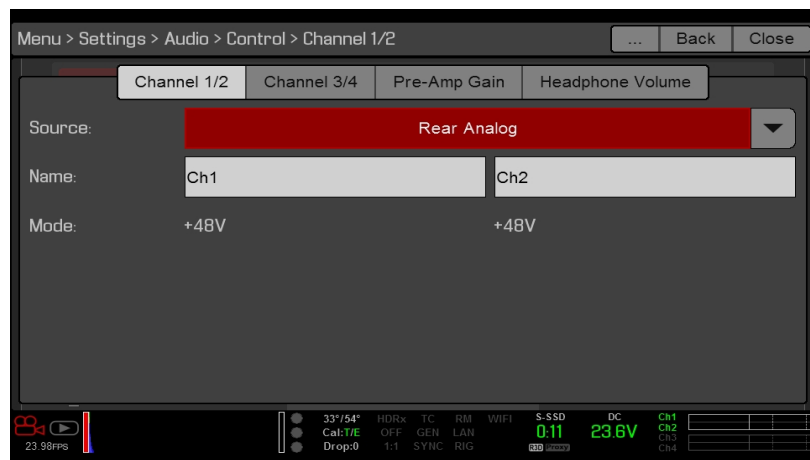 Menu > Settings > Audio > Control > Channel 1/2 ... Back Close
Channel 1/2 Channel 3/4 Pre-Amp Gain Headphone Volume
Source: Rear Analog
Name: Ch1 Ch2
Mode: +48V +48V
33°/54° HDRx TC RM WIFI S-SSD DC Ch1
Cal:T/E OFF GEN LAN 0:11 23.6V Ch2
23.98FPS Drop:0 1:1 SYNC RIG R3D Proxy Ch3
Ch4